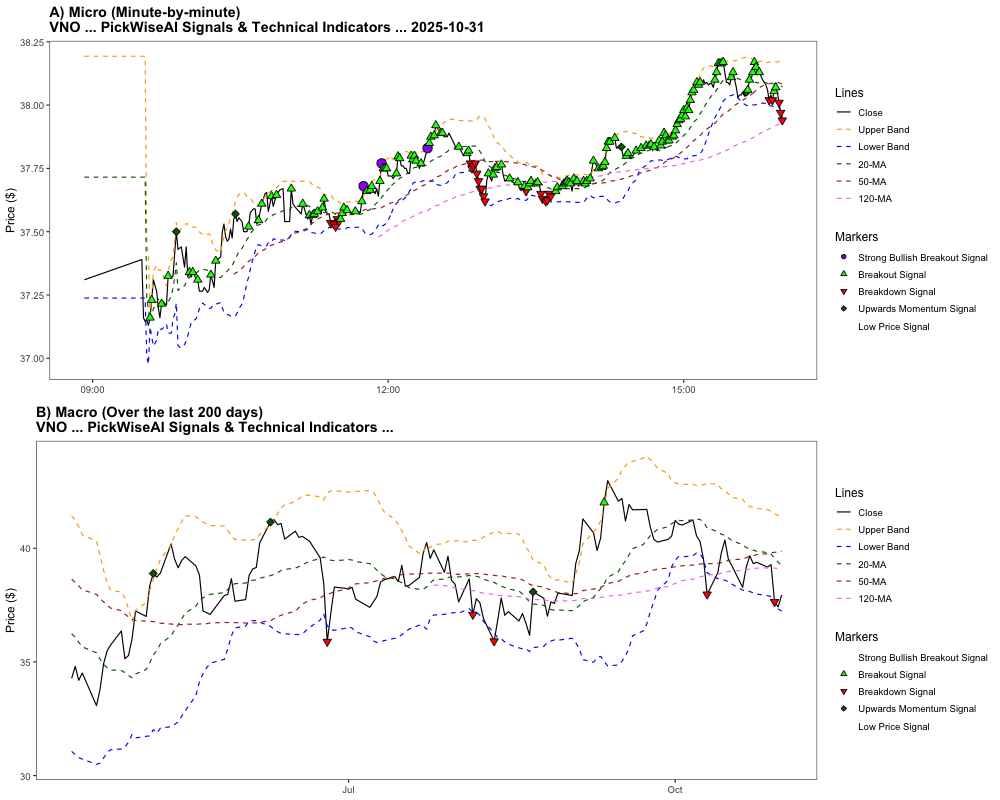 A) Micro (Minute-by-minute)
VNO ... PickWiseAI Signals & Technical Indicators ... 2025-10-31
38.25
38.00
37.75
37.50
37.25
37.00
Price ($)
09:00
12:00
15:00
Lines
Close
Upper Band
Lower Band
20-MA
50-MA
120-MA
Markers
Strong Bullish Breakout Signal
Breakout Signal
Breakdown Signal
Upwards Momentum Signal
Low Price Signal
B) Macro (Over the last 200 days)
VNO ... PickWiseAI Signals & Technical Indicators ...
40
35
30
Price ($)
Jul
Oct
Lines
Close
Upper Band
Lower Band
20-MA
50-MA
120-MA
Markers
Strong Bullish Breakout Signal
Breakout Signal
Breakdown Signal
Upwards Momentum Signal
Low Price Signal